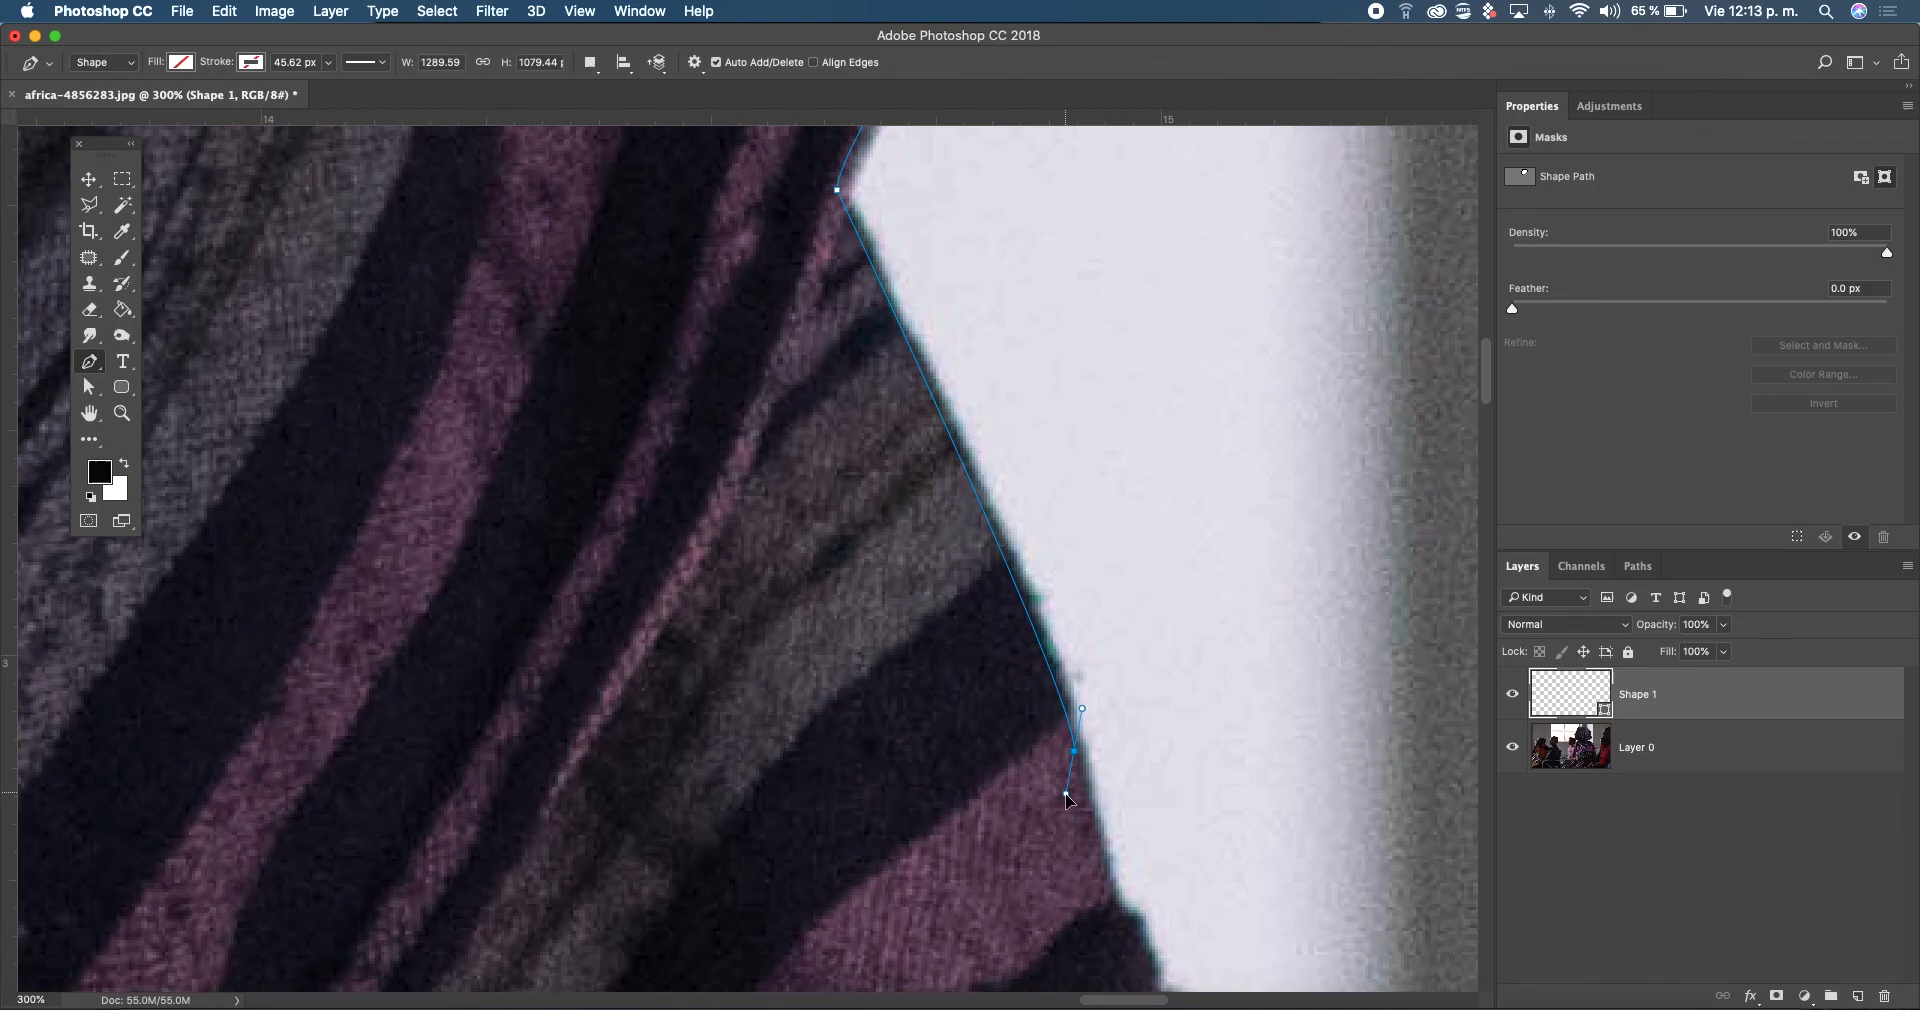 Photoshop CC File Edit Image Layer Type Select Filter 3D View Window Help 65 % Vie 12:13 p. m.
Adobe Photoshop CC 2018
Shape Fill: Stroke: 45.62 px W: 1289.59 H: 1079.44 Auto Add/Delete Align Edges
africa-4856283.jpg @ 300% (Shape 1, RGB/8#) *
14 15
3
Properties Adjustments
Masks
Shape Path
Density: 100%
Feather: 0.0 px
Refine: Select and Mask...
Color Range...
Invert
Layers Channels Paths
Kind
Normal Opacity: 100%
Lock: Fill: 100%
Shape 1
Layer 0
300% Doc: 55.0M/55.0M